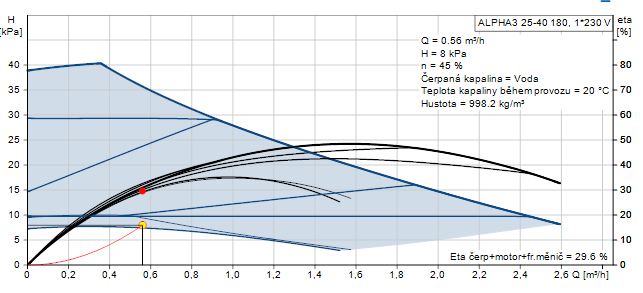 H
[kPa]
ALPHA3 25-40 180, 1*230 V
eta
[%]
Q = 0.56 m³/h
H = 8 kPa
n = 45 %
Čerpaná kapalina = Voda
Teplota kapaliny během provozu = 20 °C
Hustota = 998.2 kg/m³
40
35
30
25
20
15
10
5
0
80
70
60
50
40
30
20
10
0
Eta čerp+motor+fr.měnič = 29.6 %
0 0,2 0,4 0,6 0,8 1,0 1,2 1,4 1,6 1,8 2,0 2,2 2,4 2,6 Q [m³/h]